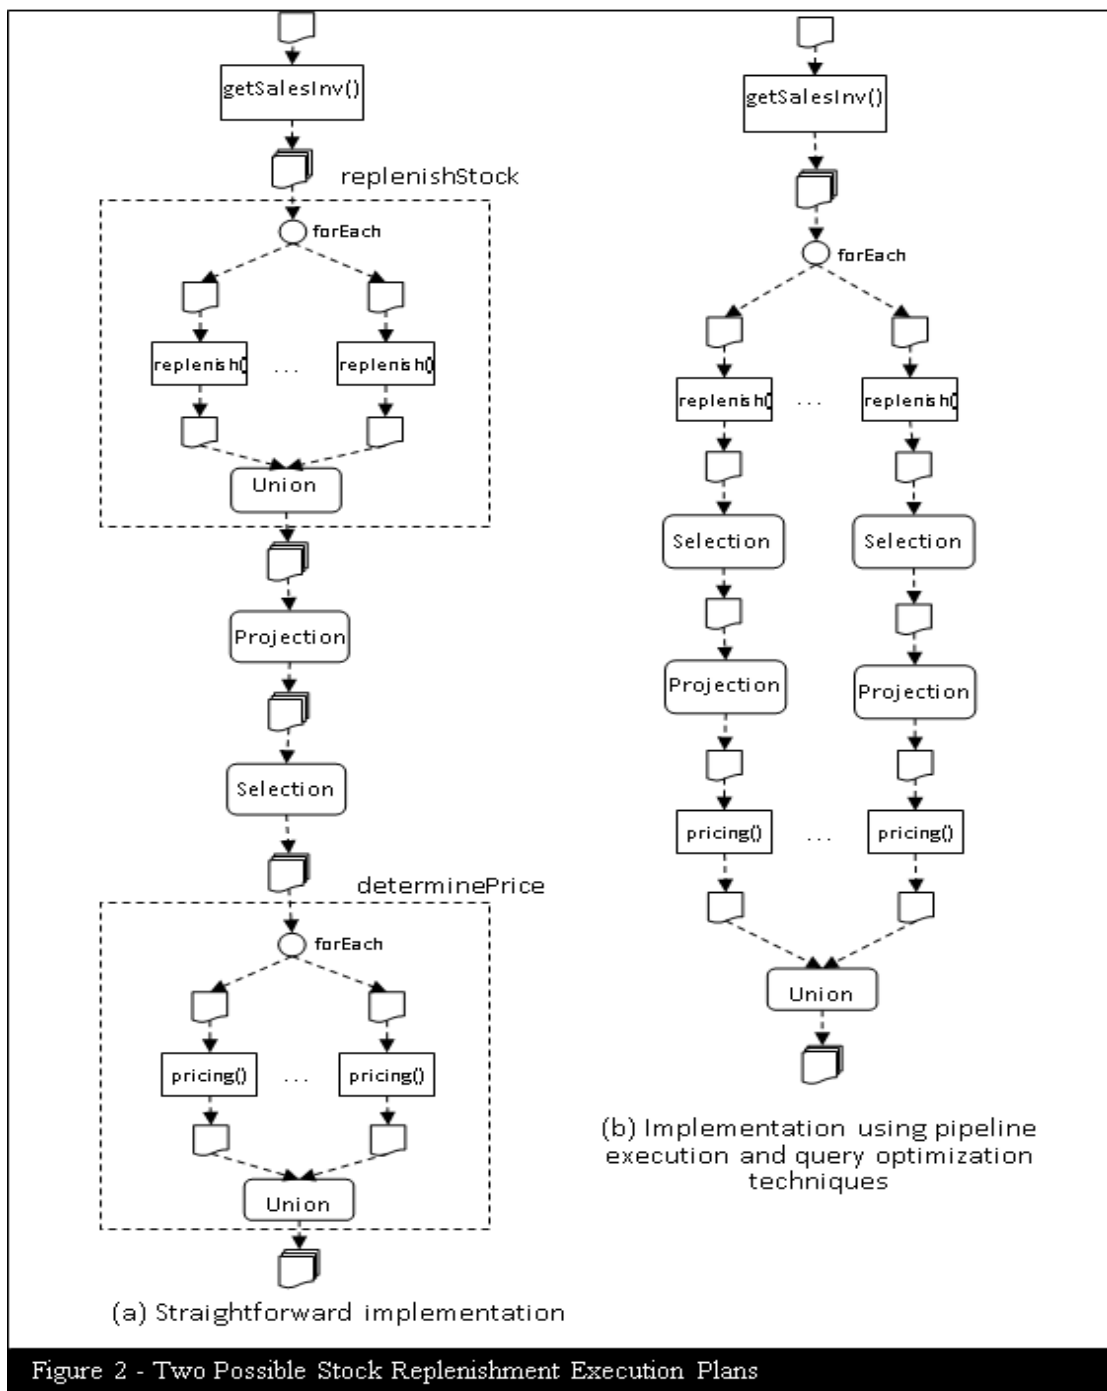 getSalesInv()
replenishStock
forEach
replenish()
. . .
replenish()
Union
Projection
Selection
determinePrice
forEach
pricing()
. . .
pricing()
Union
(a) Straightforward implementation
getSalesInv()
forEach
replenish()
. . .
replenish()
Selection
Selection
Projection
Projection
pricing()
. . .
pricing()
Union
(b) Implementation using pipeline
execution and query optimization
techniques
Figure 2 - Two Possible Stock Replenishment Execution Plans